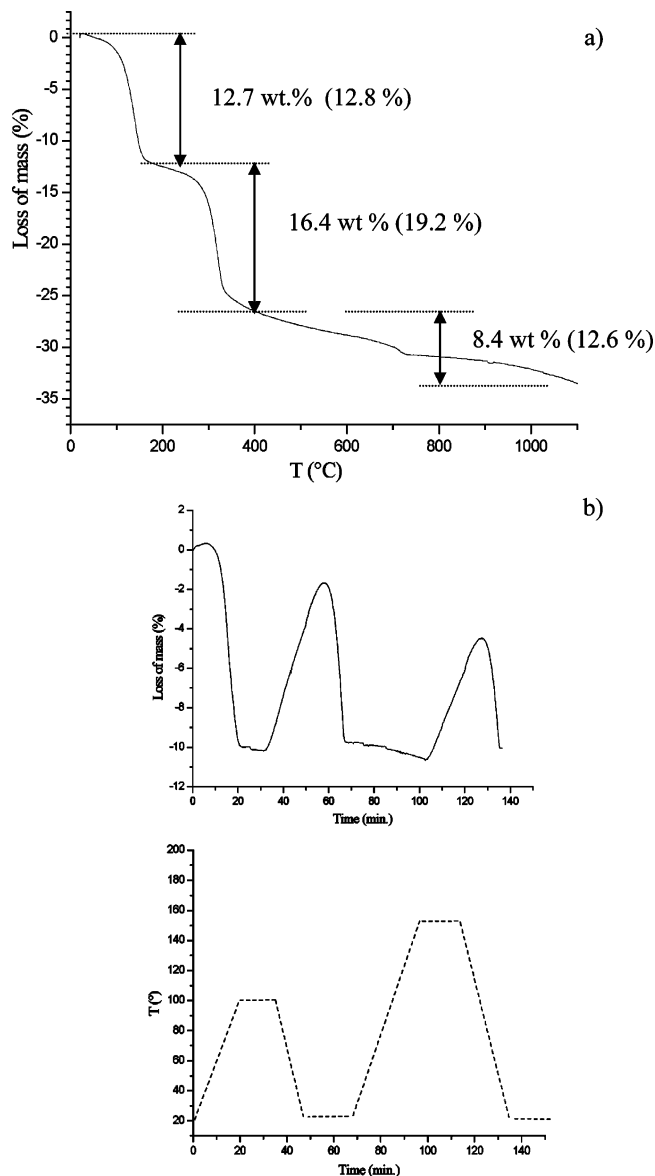 a)
0
-5
-10
-15
-20
-25
-30
-35
Loss of mass (%)
12.7 wt.% (12.8 %)
16.4 wt % (19.2 %)
8.4 wt % (12.6 %)
0 200 400 600 800 1000
T (°C)
b)
2
0
-2
-4
-6
-8
-10
-12
Loss of mass (%)
0 20 40 60 80 100 120 140
Time (min.)
200
180
160
140
120
100
80
60
40
20
T (°)
0 20 40 60 80 100 120 140
Time (min.)